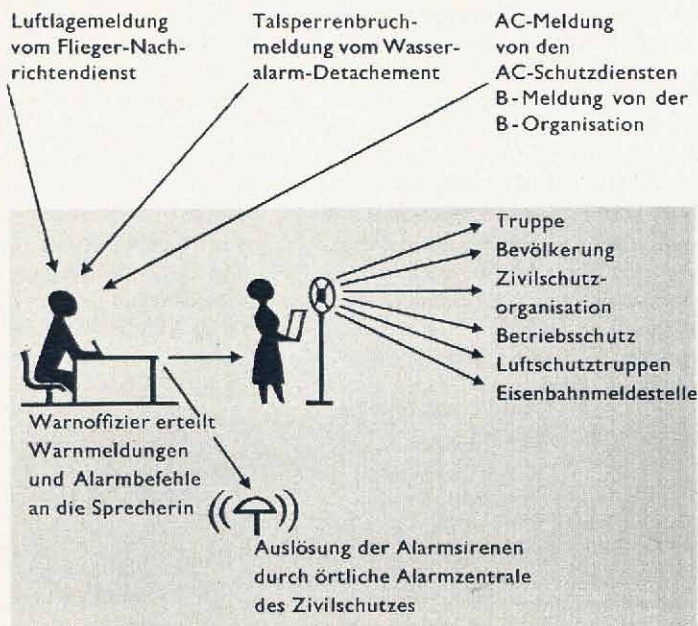 Luftlagemeldung
vom Flieger-Nach-
richtendienst
Talsperrenbruch-
meldung vom Wasser-
alarm-Detachement
AC-Meldung
von den
AC-Schutzdiensten
B-Meldung von der
B-Organisation
Truppe
Bevölkerung
Zivilschutz-
organisation
Betriebsschutz
Luftschutztruppen
Eisenbahnmeldestelle
Warnoffizier erteilt
Warnmeldungen
und Alarmbefehle
an die Sprecherin
Auslösung der Alarmsirenen
durch örtliche Alarmzentrale
des Zivilschutzes